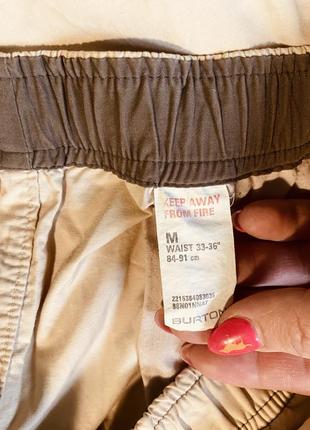 KEEP AWAY
FROM FIRE
M
WAIST 33-36"
84-91 cm
BURTON